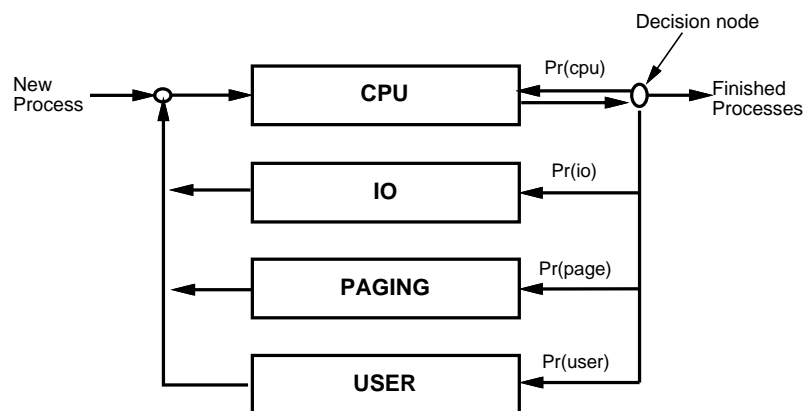 Decision node
New
Process
CPU
Pr(cpu)
Finished
Processes
IO
Pr(io)
PAGING
Pr(page)
USER
Pr(user)